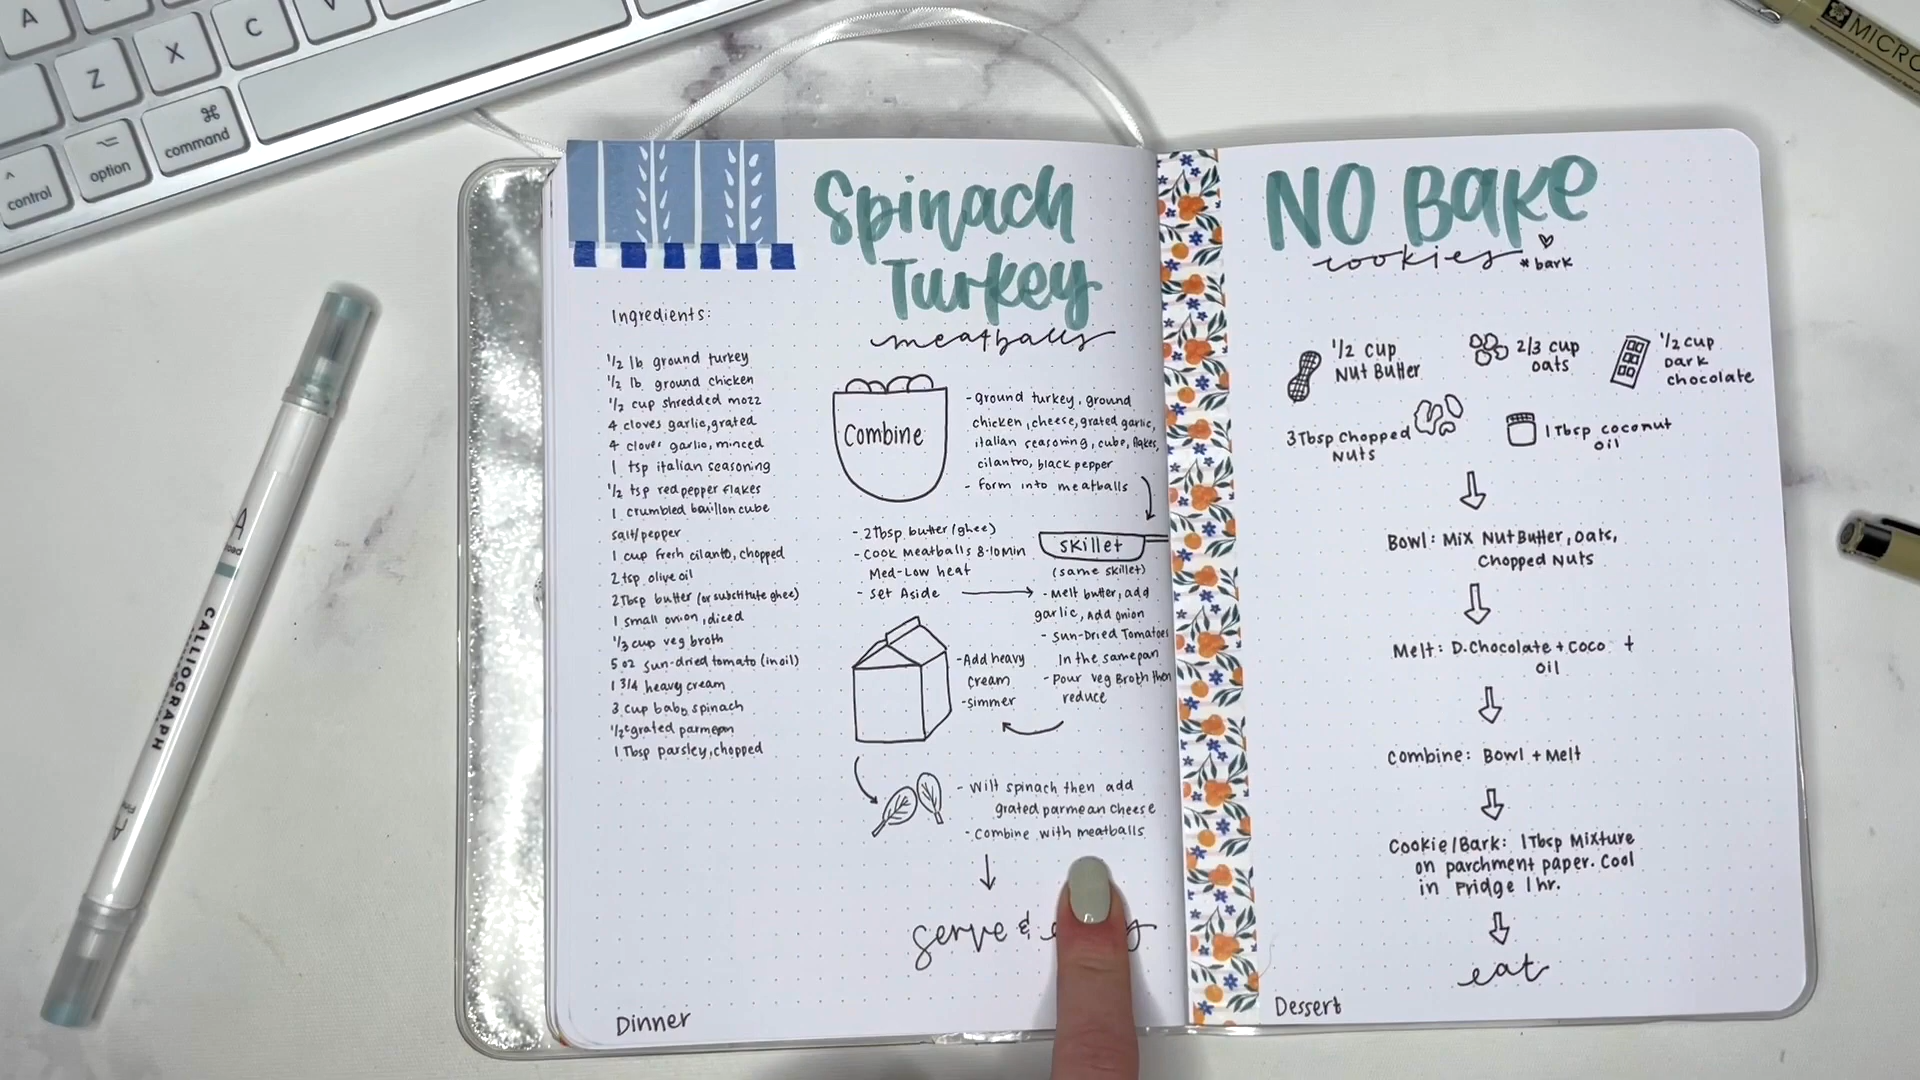 A
Z
X
C
V
control
option
⌘
command
MICRO
CALLIOGRAPH
Spinach
Turkey
meatballs
Ingredients:
1/2 lb ground turkey
1/2 lb ground chicken
1/2 cup shredded mozz
4 cloves garlic, grated
4 cloves garlic, minced
1 tsp italian seasoning
1/2 tsp red pepper flakes
1 crumbled bouillon cube
salt/pepper
1 cup fresh cilantro, chopped
2 tsp olive oil
2 Tbsp butter (or substitute ghee)
1 small onion, diced
1/3 cup veg broth
5 oz sun-dried tomato (in oil)
1 3/4 heavy cream
3 cup baby spinach
1/2 c grated parmean
1 Tbsp parsley, chopped
Combine
- ground turkey, ground
chicken, cheese, grated garlic,
italian seasoning, cube, flakes,
cilantro, black pepper
- form into meatballs
- 2 Tbsp butter (ghee)
- Cook Meatballs 8-10 Min
Med-Low heat
- Set Aside
skillet
(same skillet)
- Melt butter, add
garlic, Add onion
- Sun-Dried Tomatoes
In the same pan
- Pour veg Broth then
reduce
- Add heavy
cream
- simmer
- Wilt spinach then add
grated parmean cheese
- Combine with meatballs
serve &
Dinner
NO Bake
cookies
* bark
1/2 cup
Nut Butter
2/3 cup
oats
1/2 cup
Dark
chocolate
3 Tbsp Chopped
Nuts
1 Tbsp coconut
oil
Bowl: Mix Nut Butter, Oats,
Chopped Nuts
Melt: D.Chocolate + Coco +
Oil
Combine: Bowl + Melt
Cookie/Bark: 1 Tbsp Mixture
on parchment paper. Cool
in Fridge 1 hr.
eat
Dessert